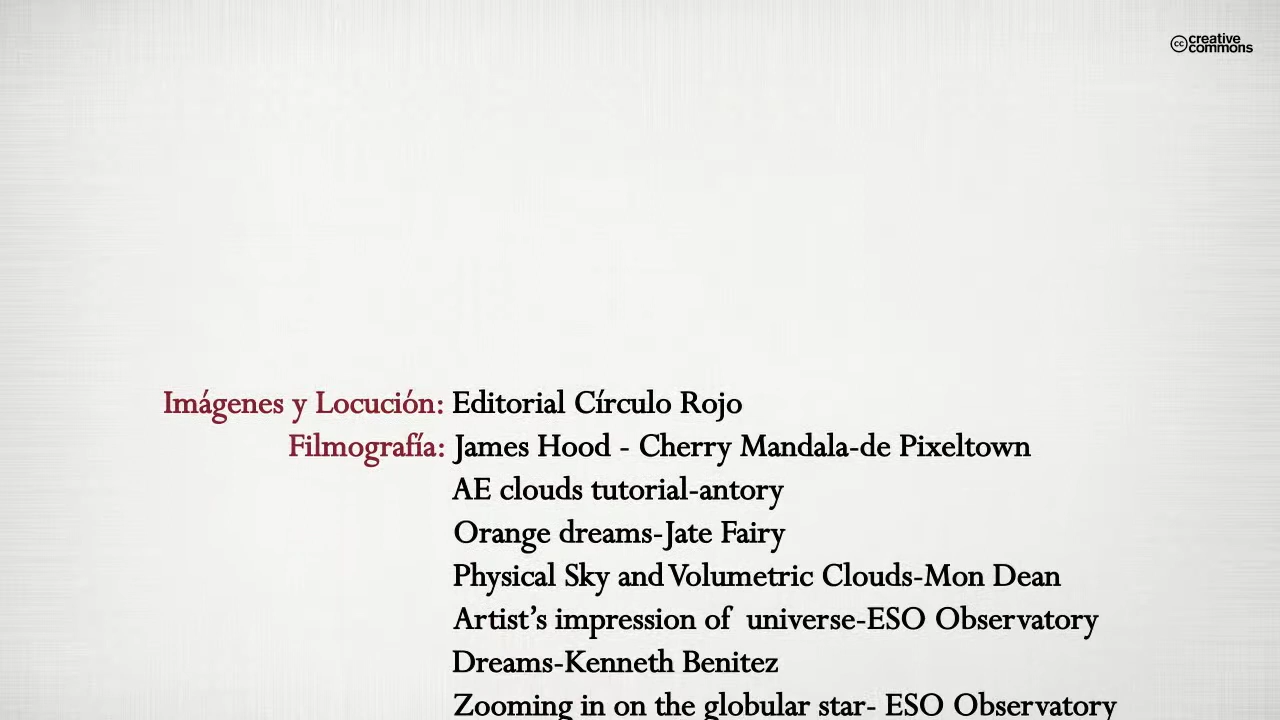 cc creative
commons
Imágenes y Locución: Editorial Círculo Rojo
Filmografía: James Hood - Cherry Mandala-de Pixeltown
AE clouds tutorial-antory
Orange dreams-Jate Fairy
Physical Sky and Volumetric Clouds-Mon Dean
Artist’s impression of universe-ESO Observatory
Dreams-Kenneth Benitez
Zooming in on the globular star- ESO Observatory